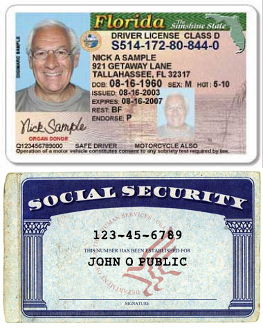 Florida
The Sunshine State
DRIVER LICENSE CLASS D
S514-172-80-844-0
NICK A SAMPLE
921 GETAWAY LANE
TALLAHASSEE, FL 32317
DOB: 08-16-1960 SEX: M HGT: 5-10
ISSUED: 08-16-2003
EXPIRES: 08-16-2007
REST: BF
ENDORSE: P
Nick Sample
ORGAN DONOR
Q123456789000 SAFE DRIVER MOTORCYCLE ALSO
Operation of a motor vehicle constitutes consent to any sobriety test required by law.
SOCIAL SECURITY
123-45-6789
THIS NUMBER HAS BEEN ESTABLISHED FOR
JOHN Q PUBLIC
SIGNATURE